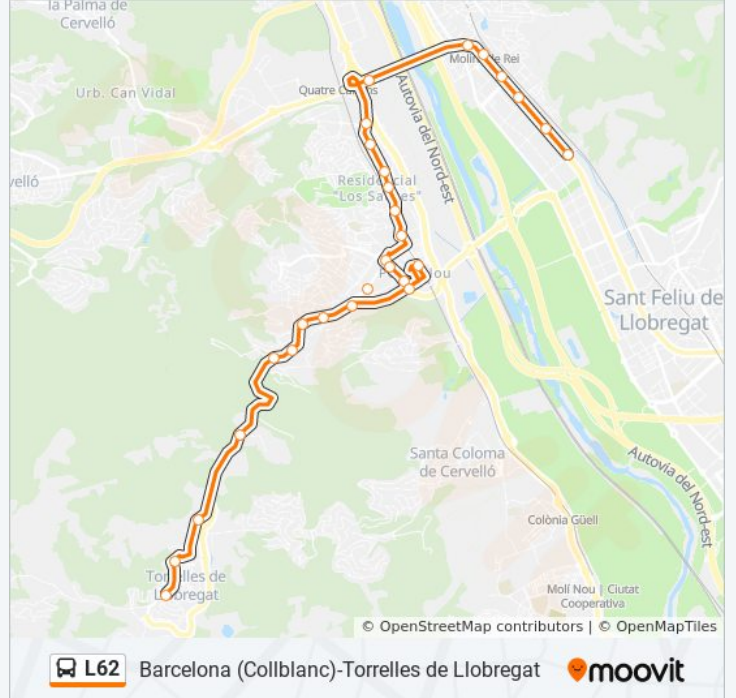 la Palma de
Cervelló
Molins de Rei
Quatre Camins
Urb. Can Vidal
Autovia del Nord-est
velló
Residencial
"Los Sauces"
Sant Feliu de
Llobregat
Santa Coloma
de Cervelló
Autovia del Nord-est
Colònia Güell
Torrelles de
Llobregat
Molí Nou | Ciutat
Cooperativa
© OpenStreetMap contributors | © OpenMapTiles
L62 Barcelona (Collblanc)-Torrelles de Llobregat moovit